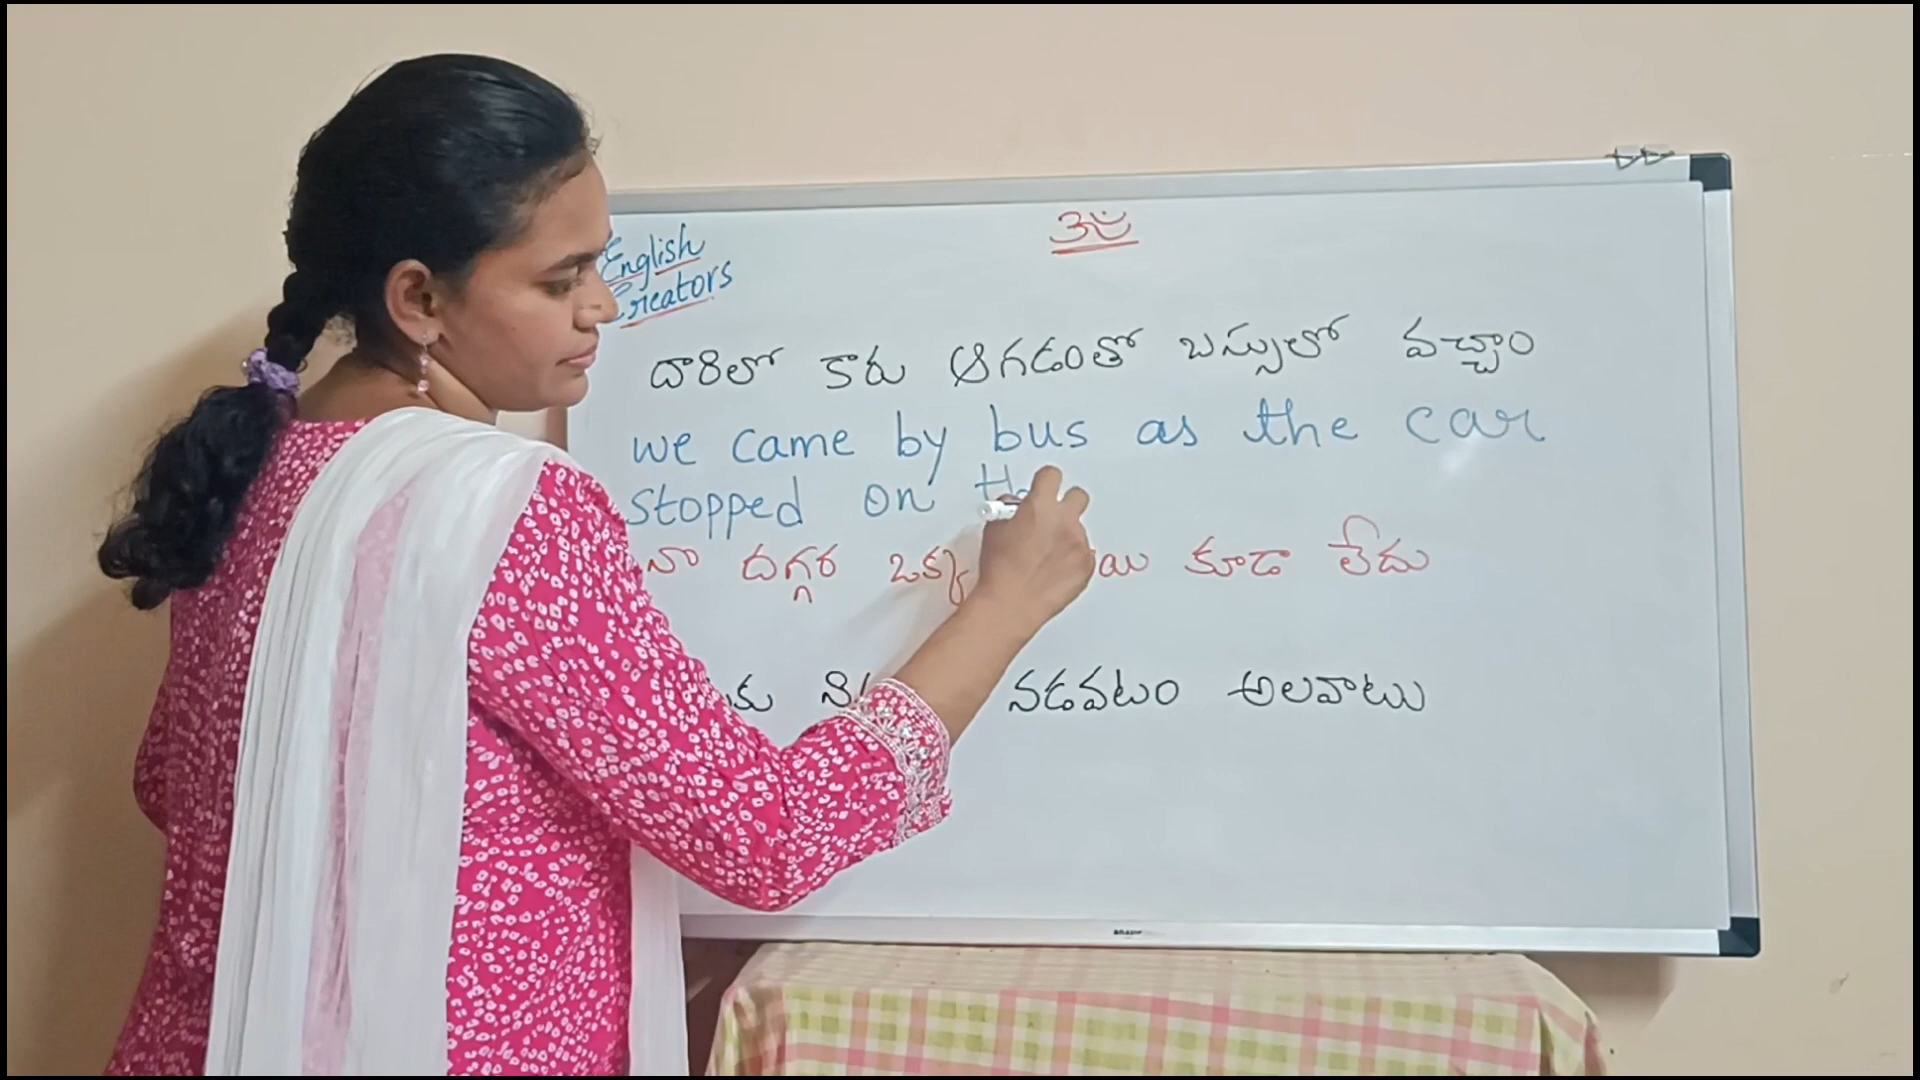 English
Creators
దారిలో కారు ఆగడంతో బస్సులో వచ్చాం
we came by bus as the car
stopped on
నా దగ్గర కూడా లేదు
నడవటం అలవాటు